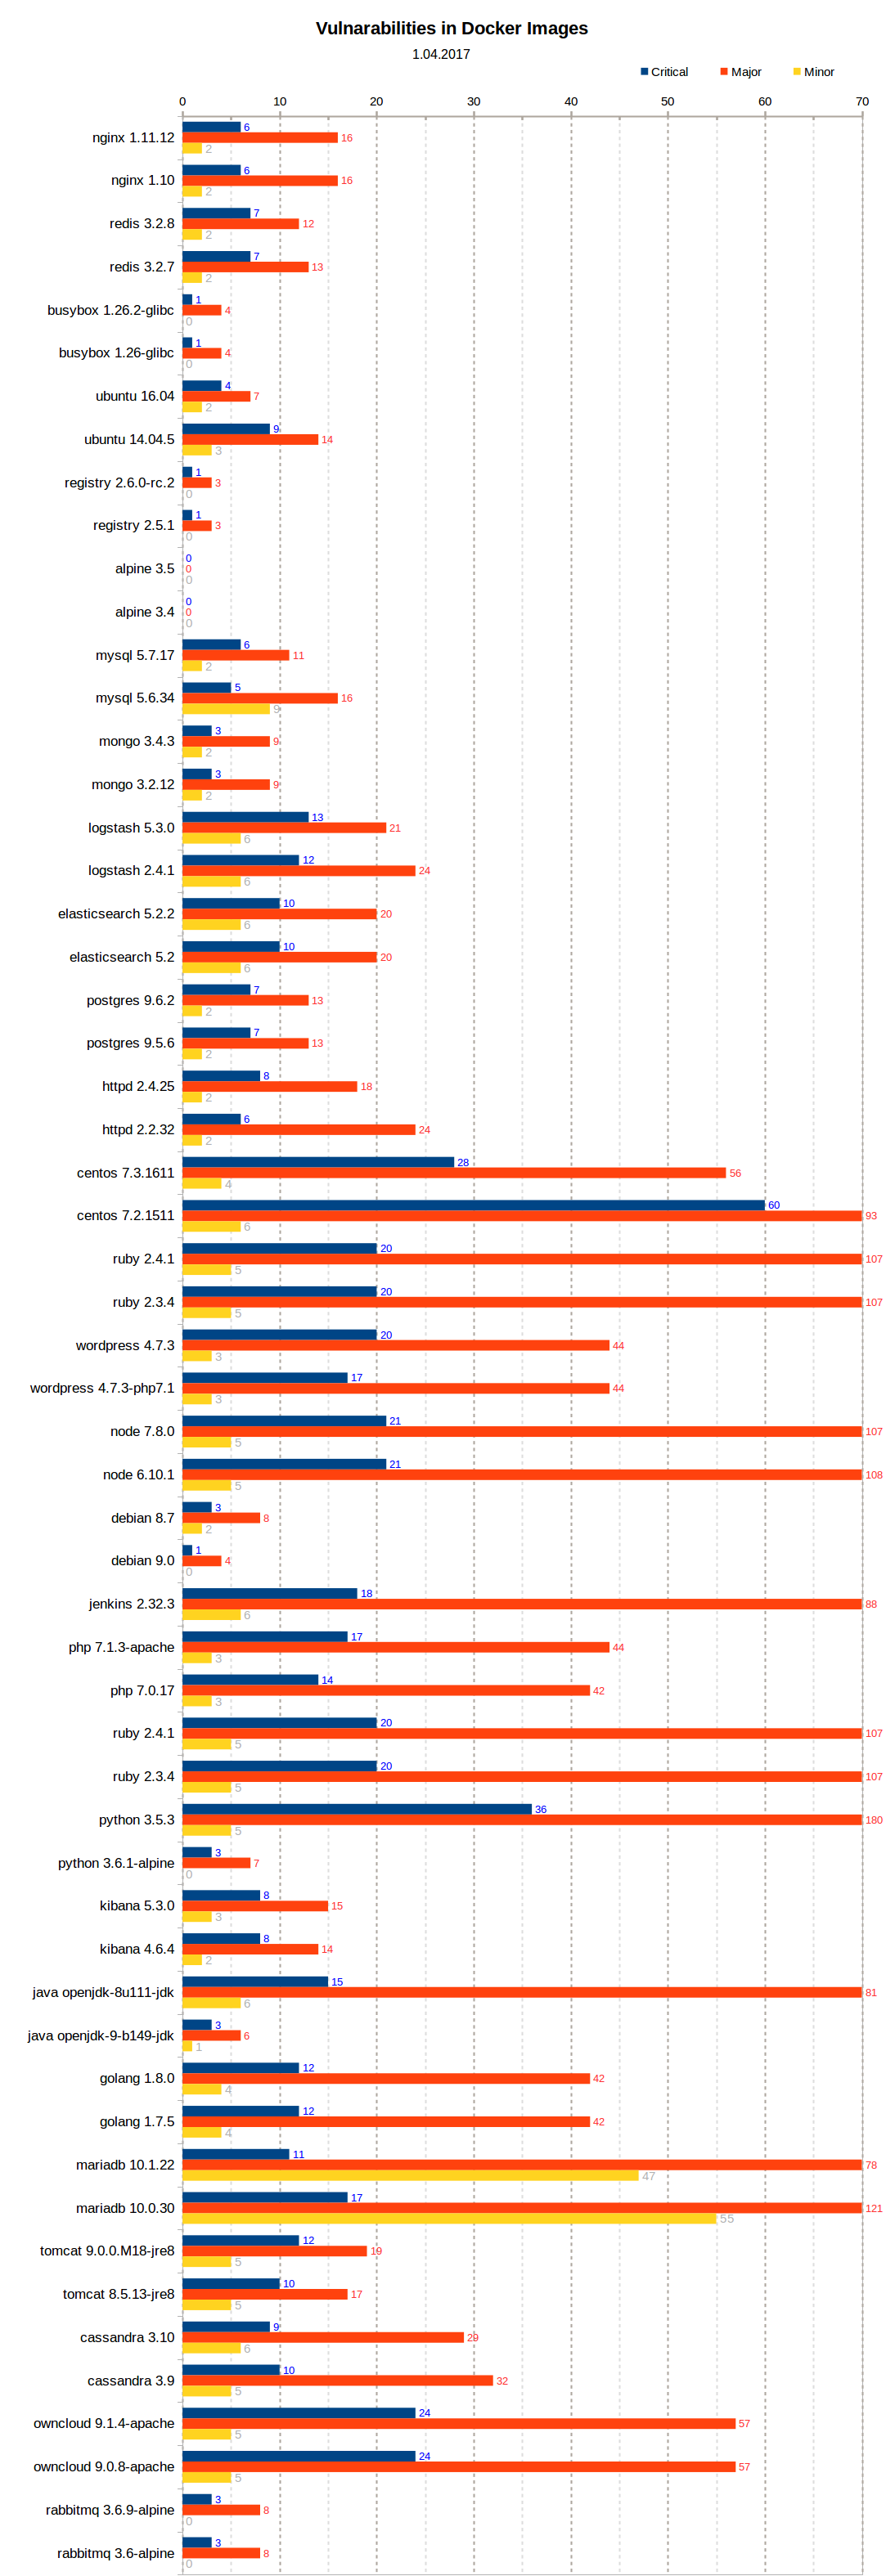 Vulnarabilities in Docker Images
1.04.2017
Critical Major Minor
0 10 20 30 40 50 60 70
nginx 1.11.12 6 16 2
nginx 1.10 6 16 2
redis 3.2.8 7 12 2
redis 3.2.7 7 13 2
busybox 1.26.2-glibc 1 4 0
busybox 1.26-glibc 1 4 0
ubuntu 16.04 4 7 2
ubuntu 14.04.5 9 14 3
registry 2.6.0-rc.2 1 3 0
registry 2.5.1 1 3 0
alpine 3.5 0 0 0
alpine 3.4 0 0 0
mysql 5.7.17 6 11 2
mysql 5.6.34 5 16 9
mongo 3.4.3 3 9 2
mongo 3.2.12 3 9 2
logstash 5.3.0 13 21 6
logstash 2.4.1 12 24 6
elasticsearch 5.2.2 10 20 6
elasticsearch 5.2 10 20 6
postgres 9.6.2 7 13 2
postgres 9.5.6 7 13 2
httpd 2.4.25 8 18 2
httpd 2.2.32 6 24 2
centos 7.3.1611 28 56 4
centos 7.2.1511 60 93 6
ruby 2.4.1 20 107 5
ruby 2.3.4 20 107 5
wordpress 4.7.3 20 44 3
wordpress 4.7.3-php7.1 17 44 3
node 7.8.0 21 107 5
node 6.10.1 21 108 5
debian 8.7 3 8 2
debian 9.0 1 4 0
jenkins 2.32.3 18 88 6
php 7.1.3-apache 17 44 3
php 7.0.17 14 42 3
ruby 2.4.1 20 107 5
ruby 2.3.4 20 107 5
python 3.5.3 36 180 5
python 3.6.1-alpine 3 7 0
kibana 5.3.0 8 15 3
kibana 4.6.4 8 14 2
java openjdk-8u111-jdk 15 81 6
java openjdk-9-b149-jdk 3 6 1
golang 1.8.0 12 42 4
golang 1.7.5 12 42 4
mariadb 10.1.22 11 78 47
mariadb 10.0.30 17 121 55
tomcat 9.0.0.M18-jre8 12 19 5
tomcat 8.5.13-jre8 10 17 5
cassandra 3.10 9 29 6
cassandra 3.9 10 32 5
owncloud 9.1.4-apache 24 57 5
owncloud 9.0.8-apache 24 57 5
rabbitmq 3.6.9-alpine 3 8 0
rabbitmq 3.6-alpine 3 8 0